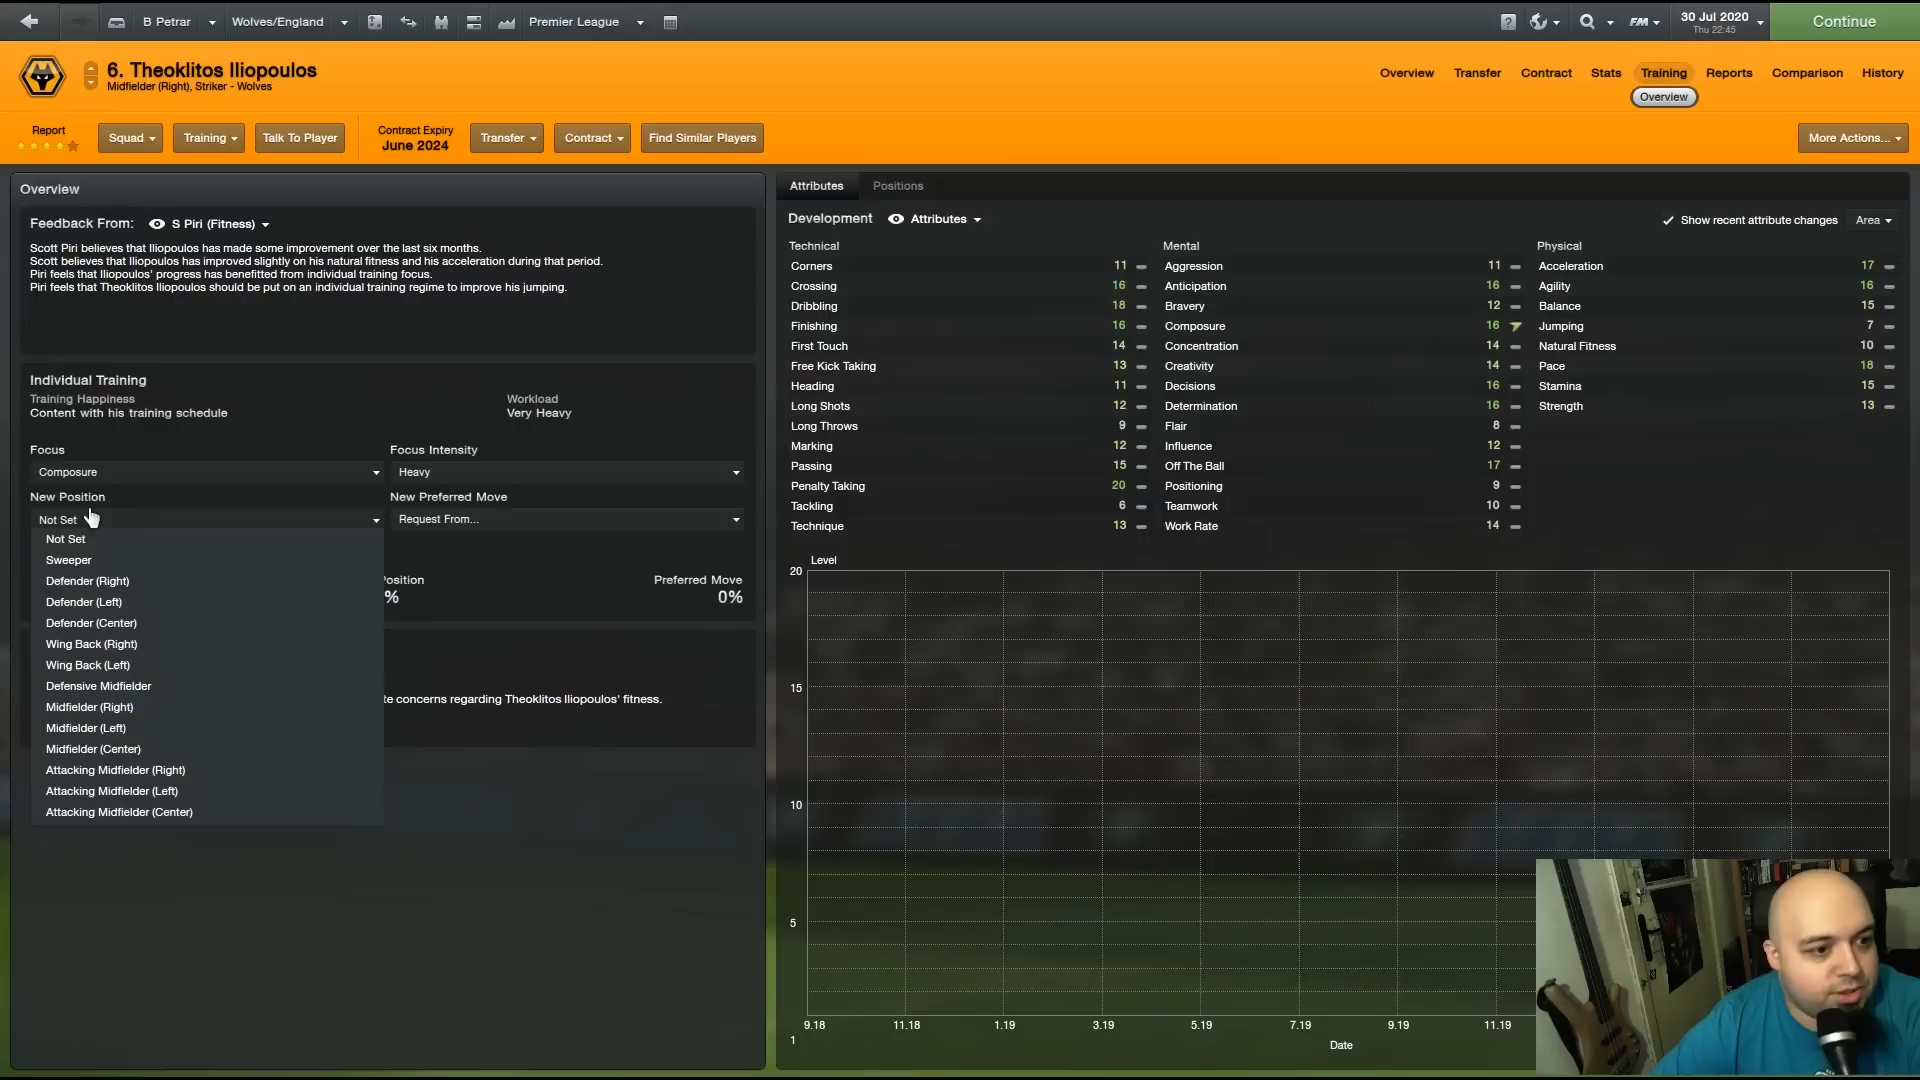 B Petrar
Wolves/England
Premier League
?
FM
30 Jul 2020
Thu 22:45
Continue
6. Theoklitos Iliopoulos
Midfielder (Right), Striker - Wolves
Overview
Transfer
Contract
Stats
Training
Reports
Comparison
History
Overview
Report
Squad
Training
Talk To Player
Contract Expiry
June 2024
Transfer
Contract
Find Similar Players
More Actions...
Overview
Feedback From: S Piri (Fitness)
Scott Piri believes that Iliopoulos has made some improvement over the last six months.
Scott believes that Iliopoulos has improved slightly on his natural fitness and his acceleration during that period.
Piri feels that Iliopoulos' progress has benefitted from individual training focus.
Piri feels that Theoklitos Iliopoulos should be put on an individual training regime to improve his jumping.
Individual Training
Training Happiness
Content with his training schedule
Workload
Very Heavy
Focus
Composure
Focus Intensity
Heavy
New Position
Not Set
New Preferred Move
Request From...
Not Set
Sweeper
Defender (Right)
Defender (Left)
Defender (Center)
Wing Back (Right)
Wing Back (Left)
Defensive Midfielder
Midfielder (Right)
Midfielder (Left)
Midfielder (Center)
Attacking Midfielder (Right)
Attacking Midfielder (Left)
Attacking Midfielder (Center)
Position
%
Preferred Move
0%
te concerns regarding Theoklitos Iliopoulos' fitness.
Attributes
Positions
Development
Attributes
Show recent attribute changes
Area
Technical
Corners 11
Crossing 16
Dribbling 18
Finishing 16
First Touch 14
Free Kick Taking 13
Heading 11
Long Shots 12
Long Throws 9
Marking 12
Passing 15
Penalty Taking 20
Tackling 6
Technique 13
Mental
Aggression 11
Anticipation 16
Bravery 12
Composure 16
Concentration 14
Creativity 14
Decisions 16
Determination 16
Flair 8
Influence 12
Off The Ball 17
Positioning 9
Teamwork 10
Work Rate 14
Physical
Acceleration 17
Agility 16
Balance 15
Jumping 7
Natural Fitness 10
Pace 18
Stamina 15
Strength 13
Level
20
15
10
5
1
9.18
11.18
1.19
3.19
5.19
7.19
9.19
11.19
Date